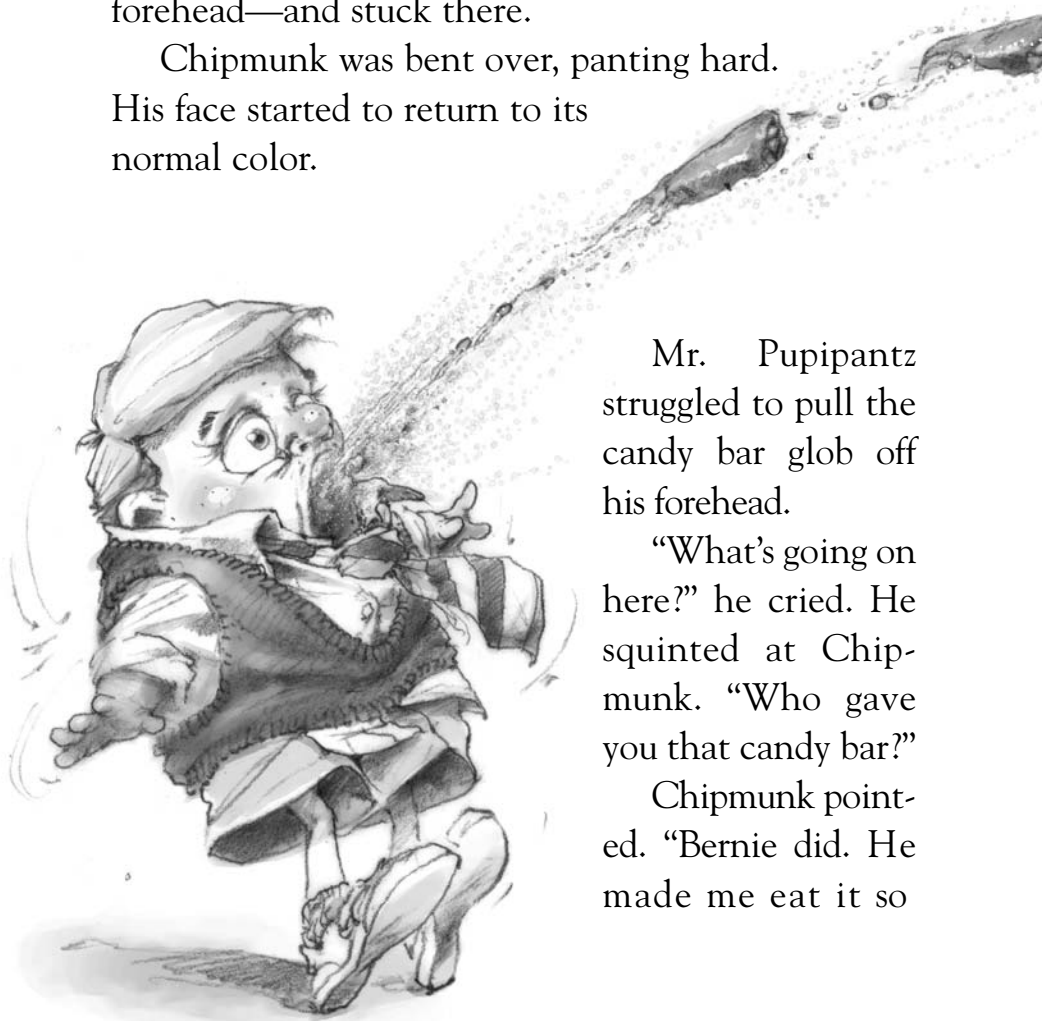 forehead—and stuck there.
Chipmunk was bent over, panting hard.
His face started to return to its
normal color.
Mr. Pupipantz
struggled to pull the
candy bar glob off
his forehead.
“What’s going on
here?” he cried. He
squinted at Chip-
munk. “Who gave
you that candy bar?”
Chipmunk point-
ed. “Bernie did. He
made me eat it so